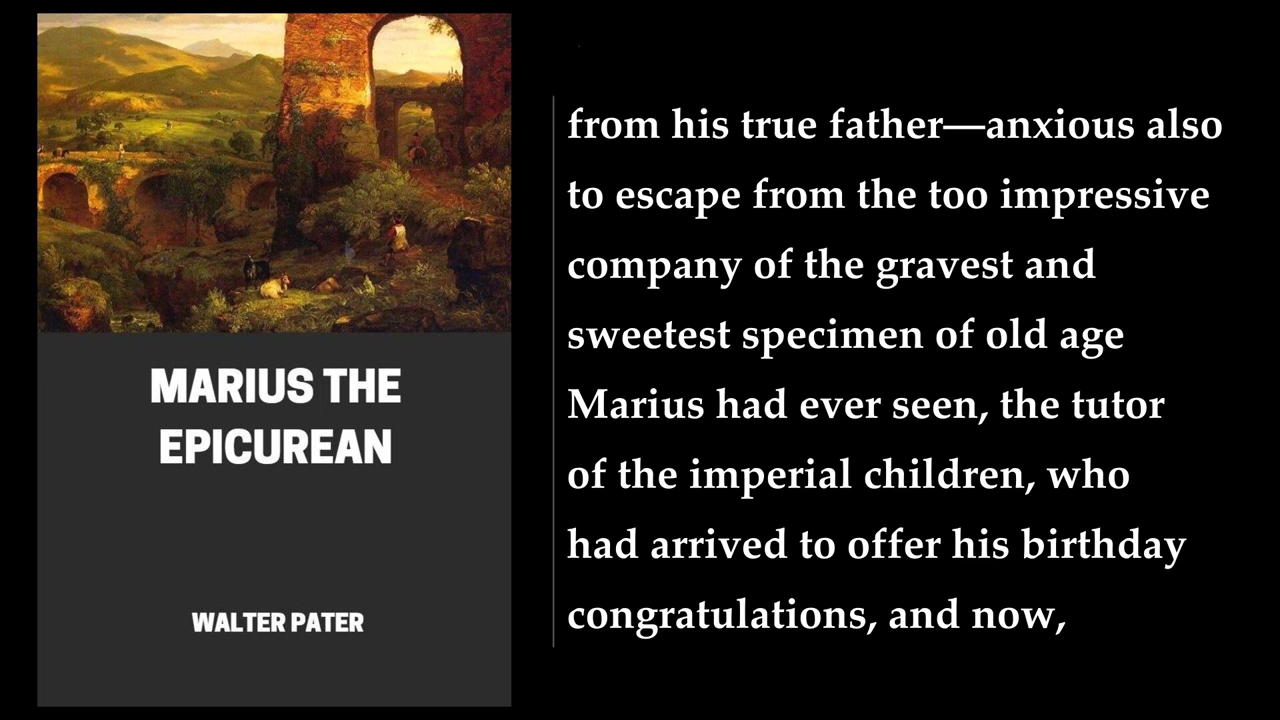 MARIUS THE
EPICUREAN
WALTER PATER
from his true father—anxious also
to escape from the too impressive
company of the gravest and
sweetest specimen of old age
Marius had ever seen, the tutor
of the imperial children, who
had arrived to offer his birthday
congratulations, and now,